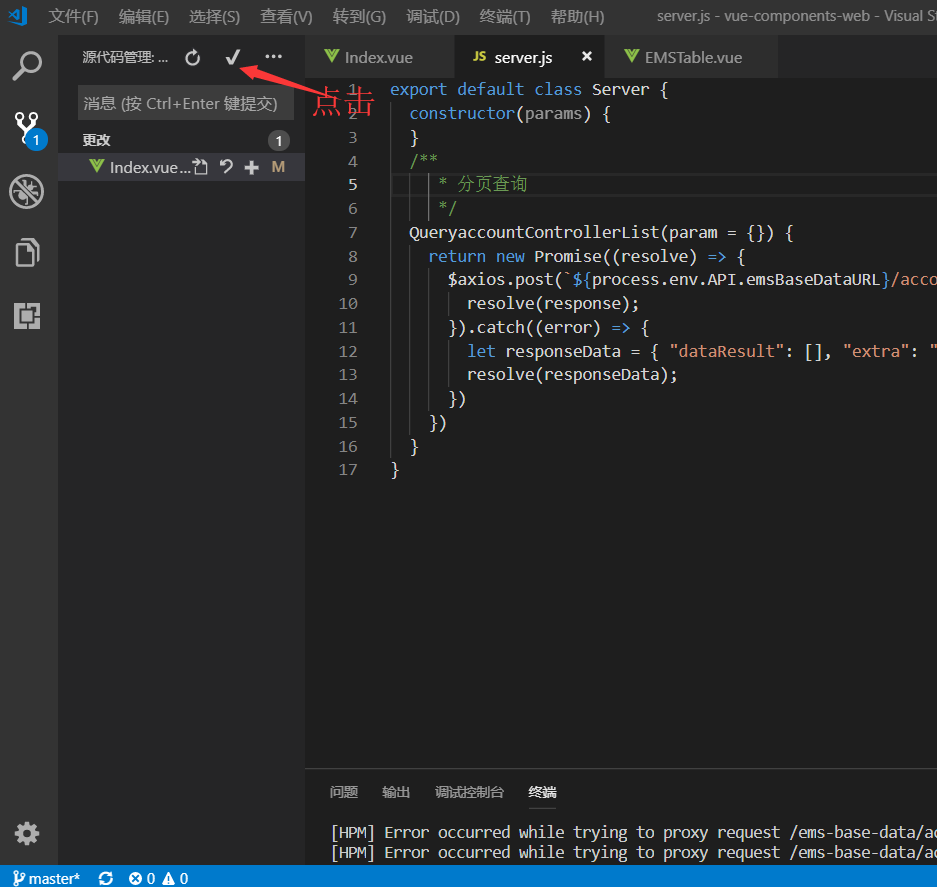 文件(F) 编辑(E) 选择(S) 查看(V) 转到(G) 调试(D) 终端(T) 帮助(H) server.js - vue-components-web - Visual
源代码管理: ...
Index.vue
JS server.js
EMSTable.vue
点击
消息 (按 Ctrl+Enter 键提交)
更改 1
Index.vue... M
1
1 export default class Server {
2 constructor(params) {
3 }
4 /**
5 * 分页查询
6 */
7 QueryaccountControllerList(param = {}) {
8 return new Promise((resolve) => {
9 $axios.post(`${process.env.API.emsBaseDataURL}/acco
10 resolve(response);
11 }).catch((error) => {
12 let responseData = { "dataResult": [], "extra": "
13 resolve(responseData);
14 })
15 })
16 }
17 }
问题 输出 调试控制台 终端
[HPM] Error occurred while trying to proxy request /ems-base-data/ac
[HPM] Error occurred while trying to proxy request /ems-base-data/ac
master* 0 0